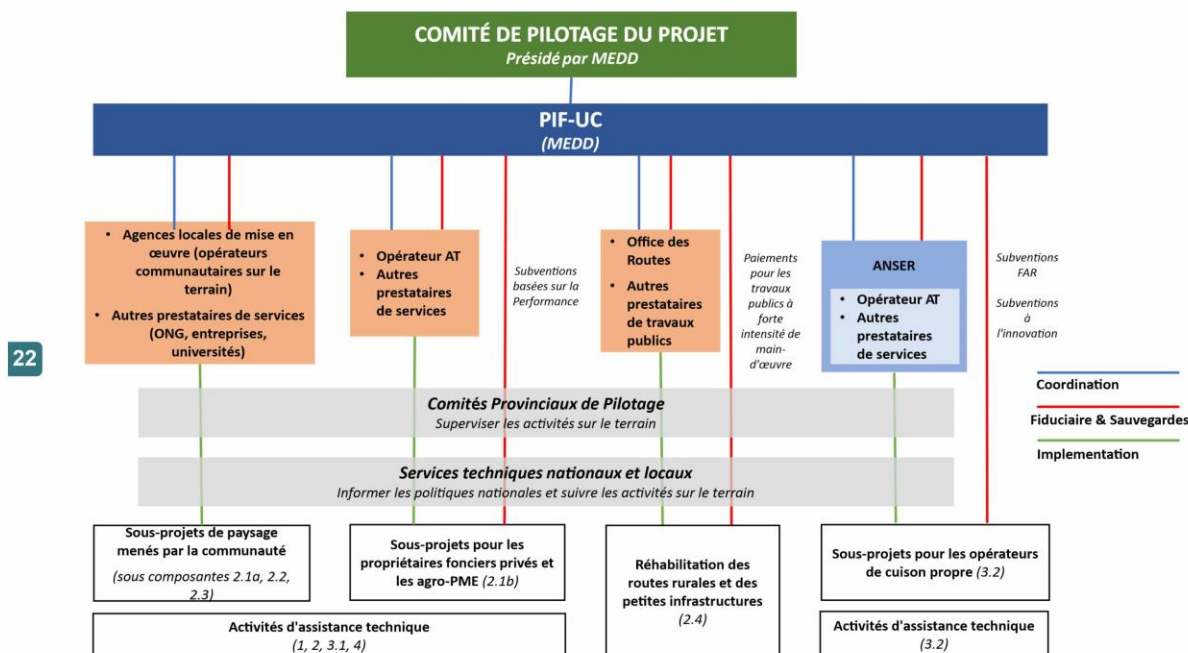 COMITÉ DE PILOTAGE DU PROJET
Présidé par MEDD
PIF-UC
(MEDD)
• Agences locales de mise en
œuvre (opérateurs
communautaires sur le
terrain)
• Autres prestataires de services
(ONG, entreprises,
universités)
• Opérateur AT
• Autres
prestataires
de services
Subventions
basées sur la
Performance
• Office des
Routes
• Autres
prestataires
de travaux
publics
Paiements
pour les
travaux
publics à
forte
intensité de
main-
d'œuvre
ANSER
• Opérateur AT
• Autres
prestataires
de services
Subventions
FAR
Subventions
à
l'innovation
22
Coordination
Fiduciaire & Sauvegardes
Implementation
Comités Provinciaux de Pilotage
Superviser les activités sur le terrain
Services techniques nationaux et locaux
Informer les politiques nationales et suivre les activités sur le terrain
Sous-projets de paysage
menés par la communauté
(sous composantes 2.1a, 2.2,
2.3)
Sous-projets pour les
propriétaires fonciers privé et
les agro-PME (2.1b)
Réhabilitation des
routes rurales et des
petites infrastructures
(2.4)
Sous-projets pour les opérateurs
de cuison propre (3.2)
Activités d'assistance technique
(1, 2, 3.1, 4)
Activités d'assistance technique
(3.2)